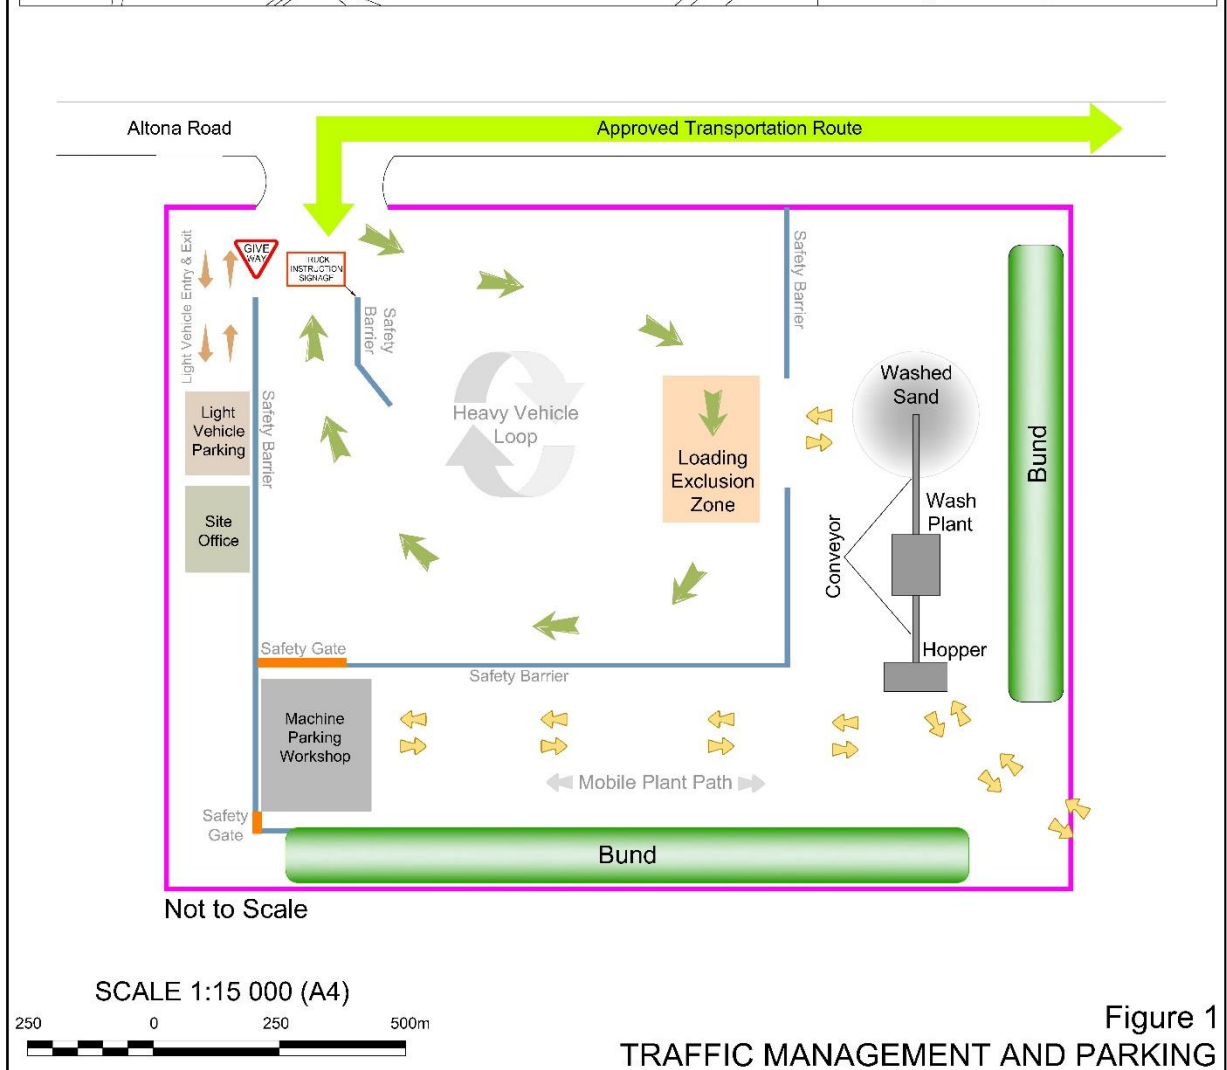 Altona Road
Approved Transportation Route
Light Vehicle Entry & Exit
GIVE
WAY
TRUCK
INSTRUCTION
SIGNAGE
Safety
Barrier
Safety Barrier
Washed
Sand
Light
Vehicle
Parking
Safety Barrier
Heavy Vehicle
Loop
Loading
Exclusion
Zone
Bund
Wash
Plant
Site
Office
Conveyor
Safety Gate
Hopper
Safety Barrier
Machine
Parking
Workshop
Mobile Plant Path
Safety
Gate
Bund
Not to Scale
SCALE 1:15 000 (A4)
250 0 250 500m
Figure 1
TRAFFIC MANAGEMENT AND PARKING